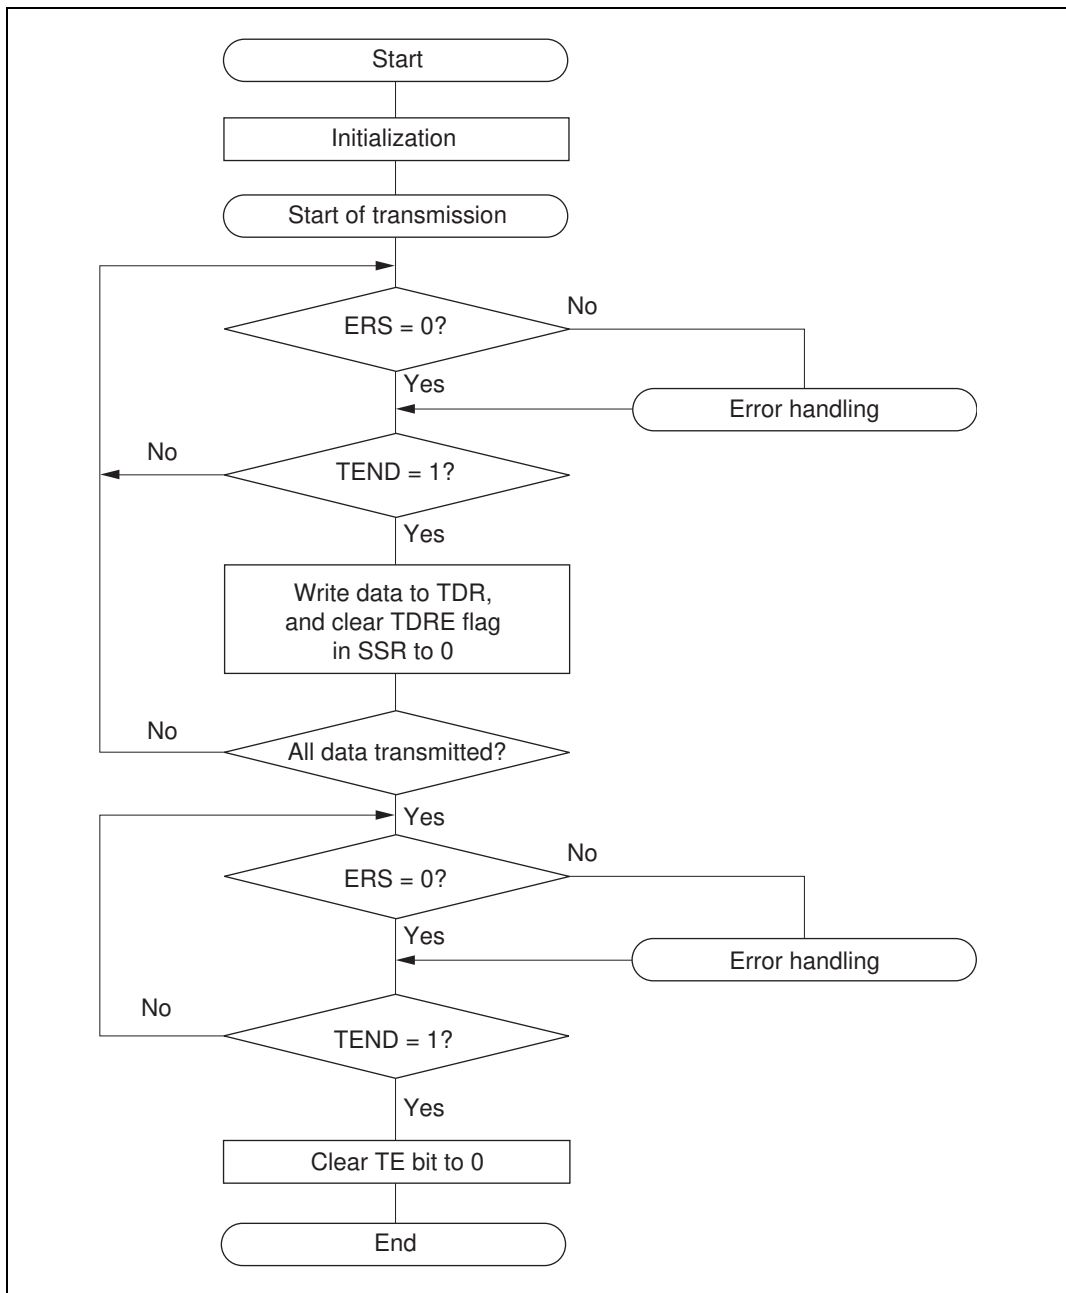 Start
Initialization
Start of transmission
ERS = 0?
No
Yes
Error handling
No
TEND = 1?
Yes
Write data to TDR,
and clear TDRE flag
in SSR to 0
No
All data transmitted?
Yes
ERS = 0?
No
Yes
Error handling
No
TEND = 1?
Yes
Clear TE bit to 0
End